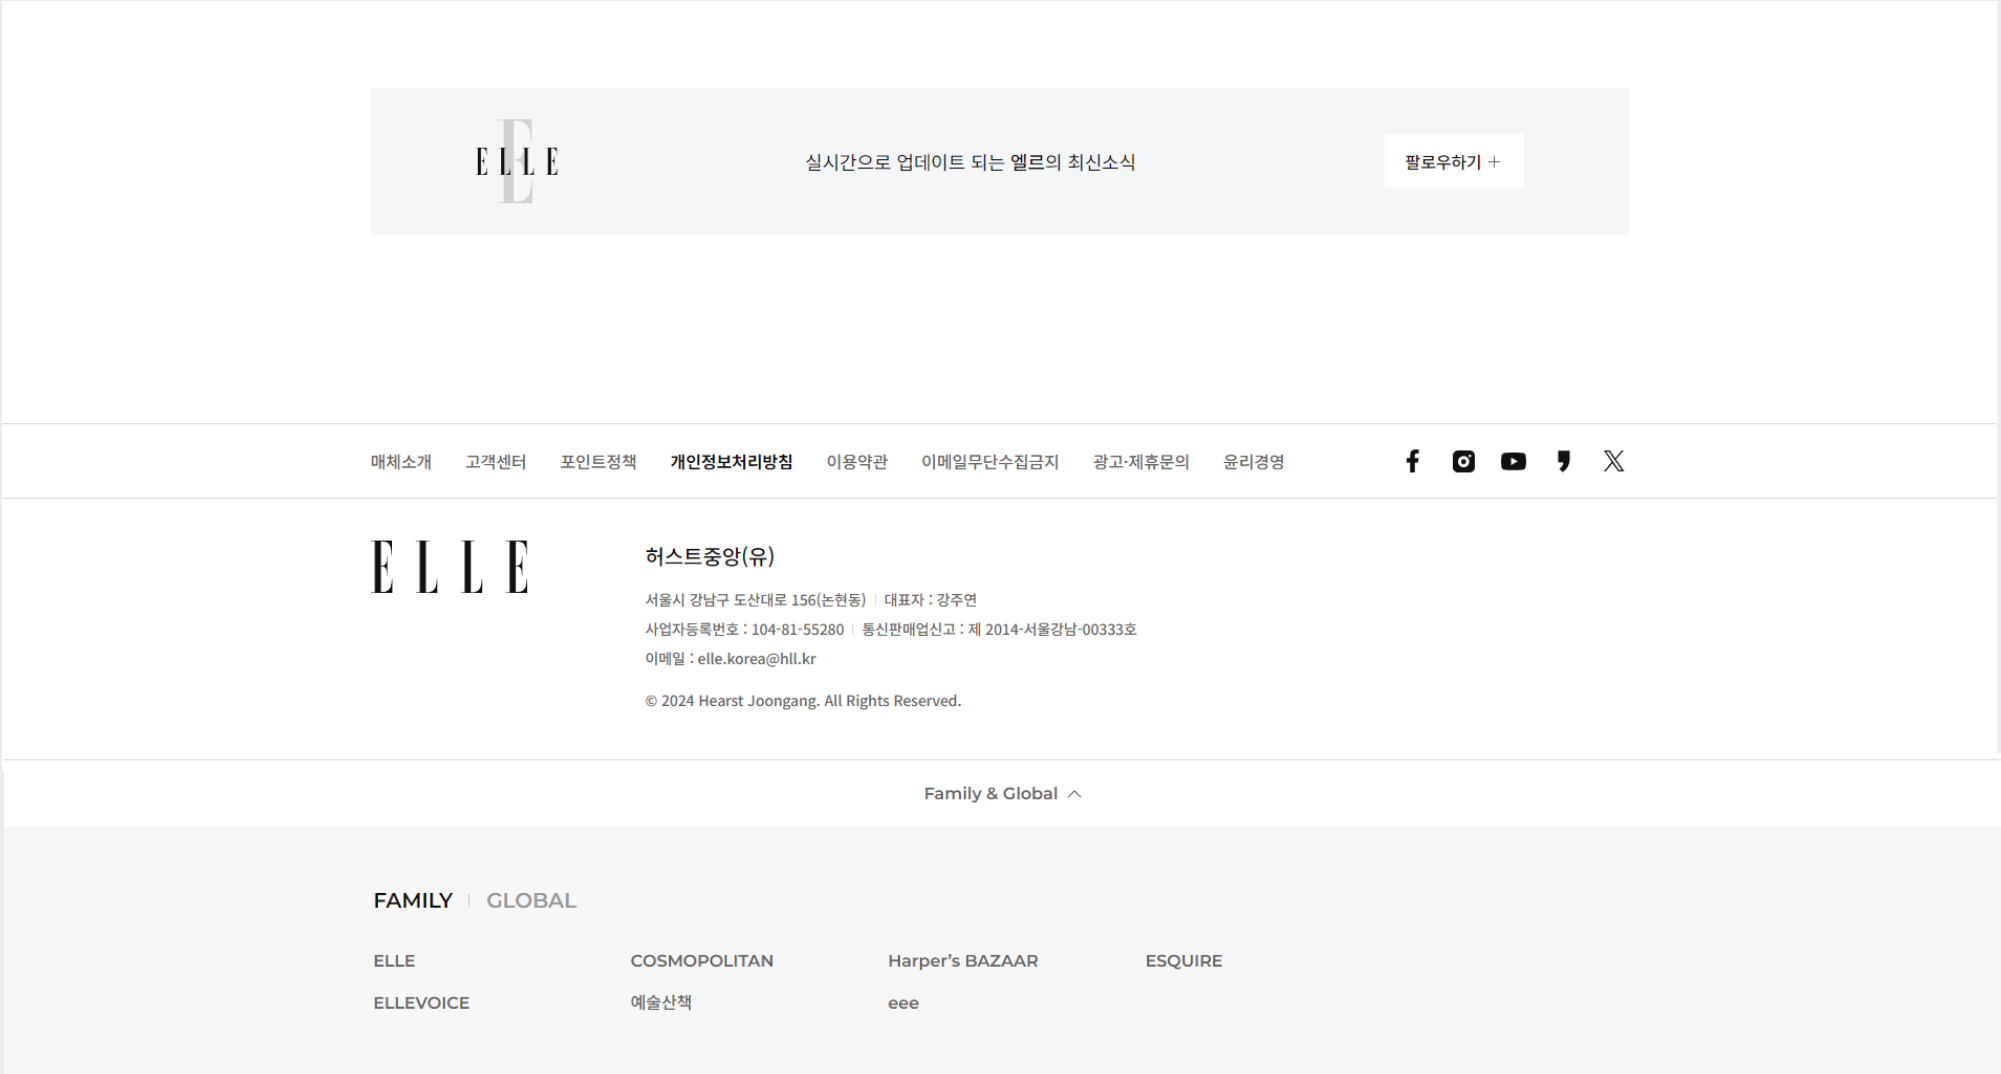 ELLE
실시간으로 업데이트 되는 엘르의 최신소식
팔로우하기 +
매체소개 고객센터 포인트정책 개인정보처리방침 이용약관 이메일무단수집금지 광고·제휴문의 윤리경영
ELLE
허스트중앙(유)
서울시 강남구 도산대로 156(논현동) | 대표자 : 강주연
사업자등록번호 : 104-81-55280 | 통신판매업신고 : 제 2014-서울강남-00333호
이메일 : elle.korea@hll.kr
© 2024 Hearst Joongang. All Rights Reserved.
Family & Global
FAMILY | GLOBAL
ELLE COSMOPOLITAN Harper’s BAZAAR ESQUIRE
ELLEVOICE 예술산책 eee